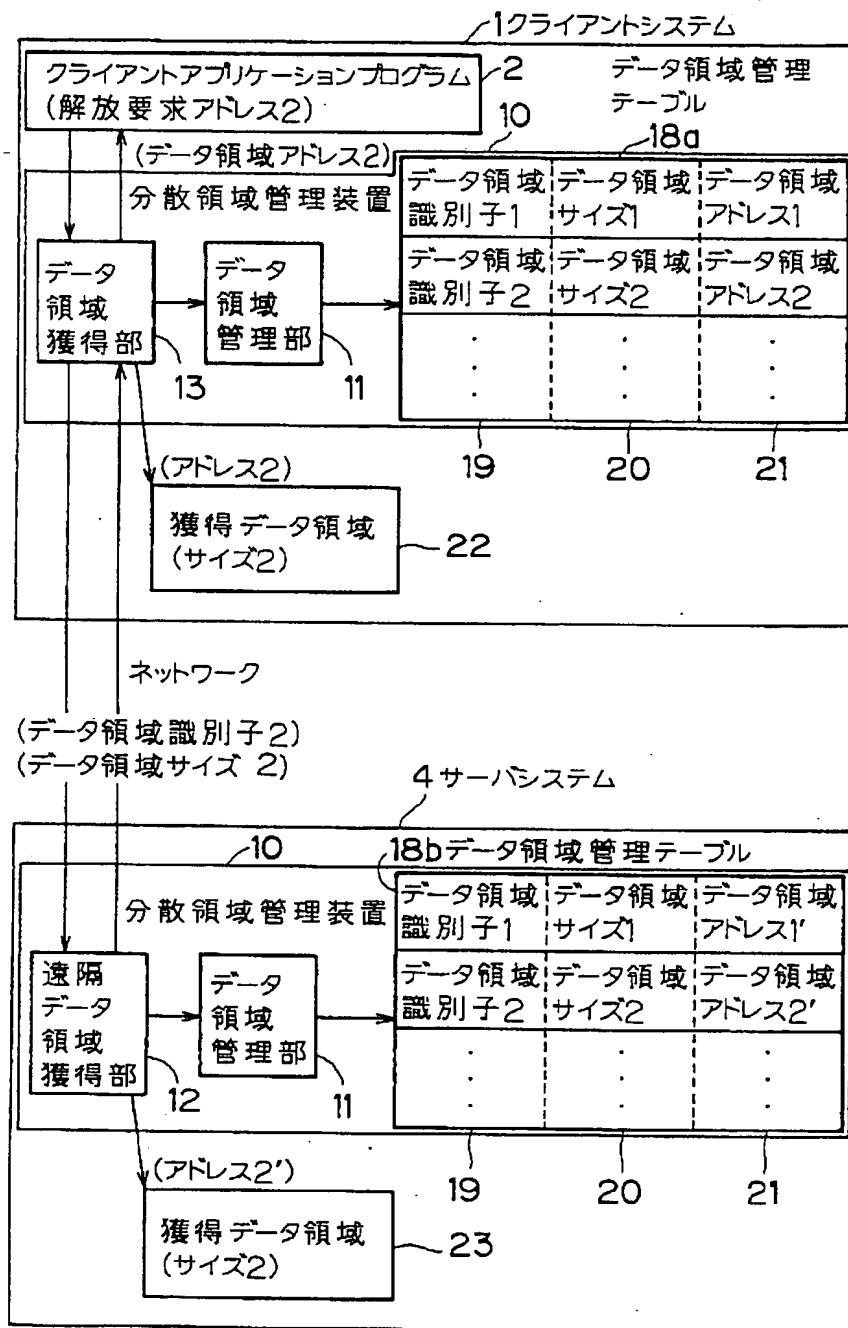 1クライアントシステム
クライアントアプリケーションプログラム
(解放要求アドレス2)
2
データ領域管理
テーブル
10
18a
(データ領域アドレス2)
分散領域管理装置
データ領域
識別子1
データ領域
サイズ1
データ領域
アドレス1
データ領域
識別子2
データ領域
サイズ2
データ領域
アドレス2
データ
領域
獲得部
13
データ
領域
管理部
11
19
20
21
(アドレス2)
獲得データ領域
(サイズ2)
22
ネットワーク
(データ領域識別子2)
(データ領域サイズ 2)
4サーバシステム
10
18bデータ領域管理テーブル
分散領域管理装置
データ領域
識別子1
データ領域
サイズ1
データ領域
アドレス1'
データ領域
識別子2
データ領域
サイズ2
データ領域
アドレス2'
遠隔
データ
領域
獲得部
12
データ
領域
管理部
11
19
20
21
(アドレス2')
獲得データ領域
(サイズ2)
23